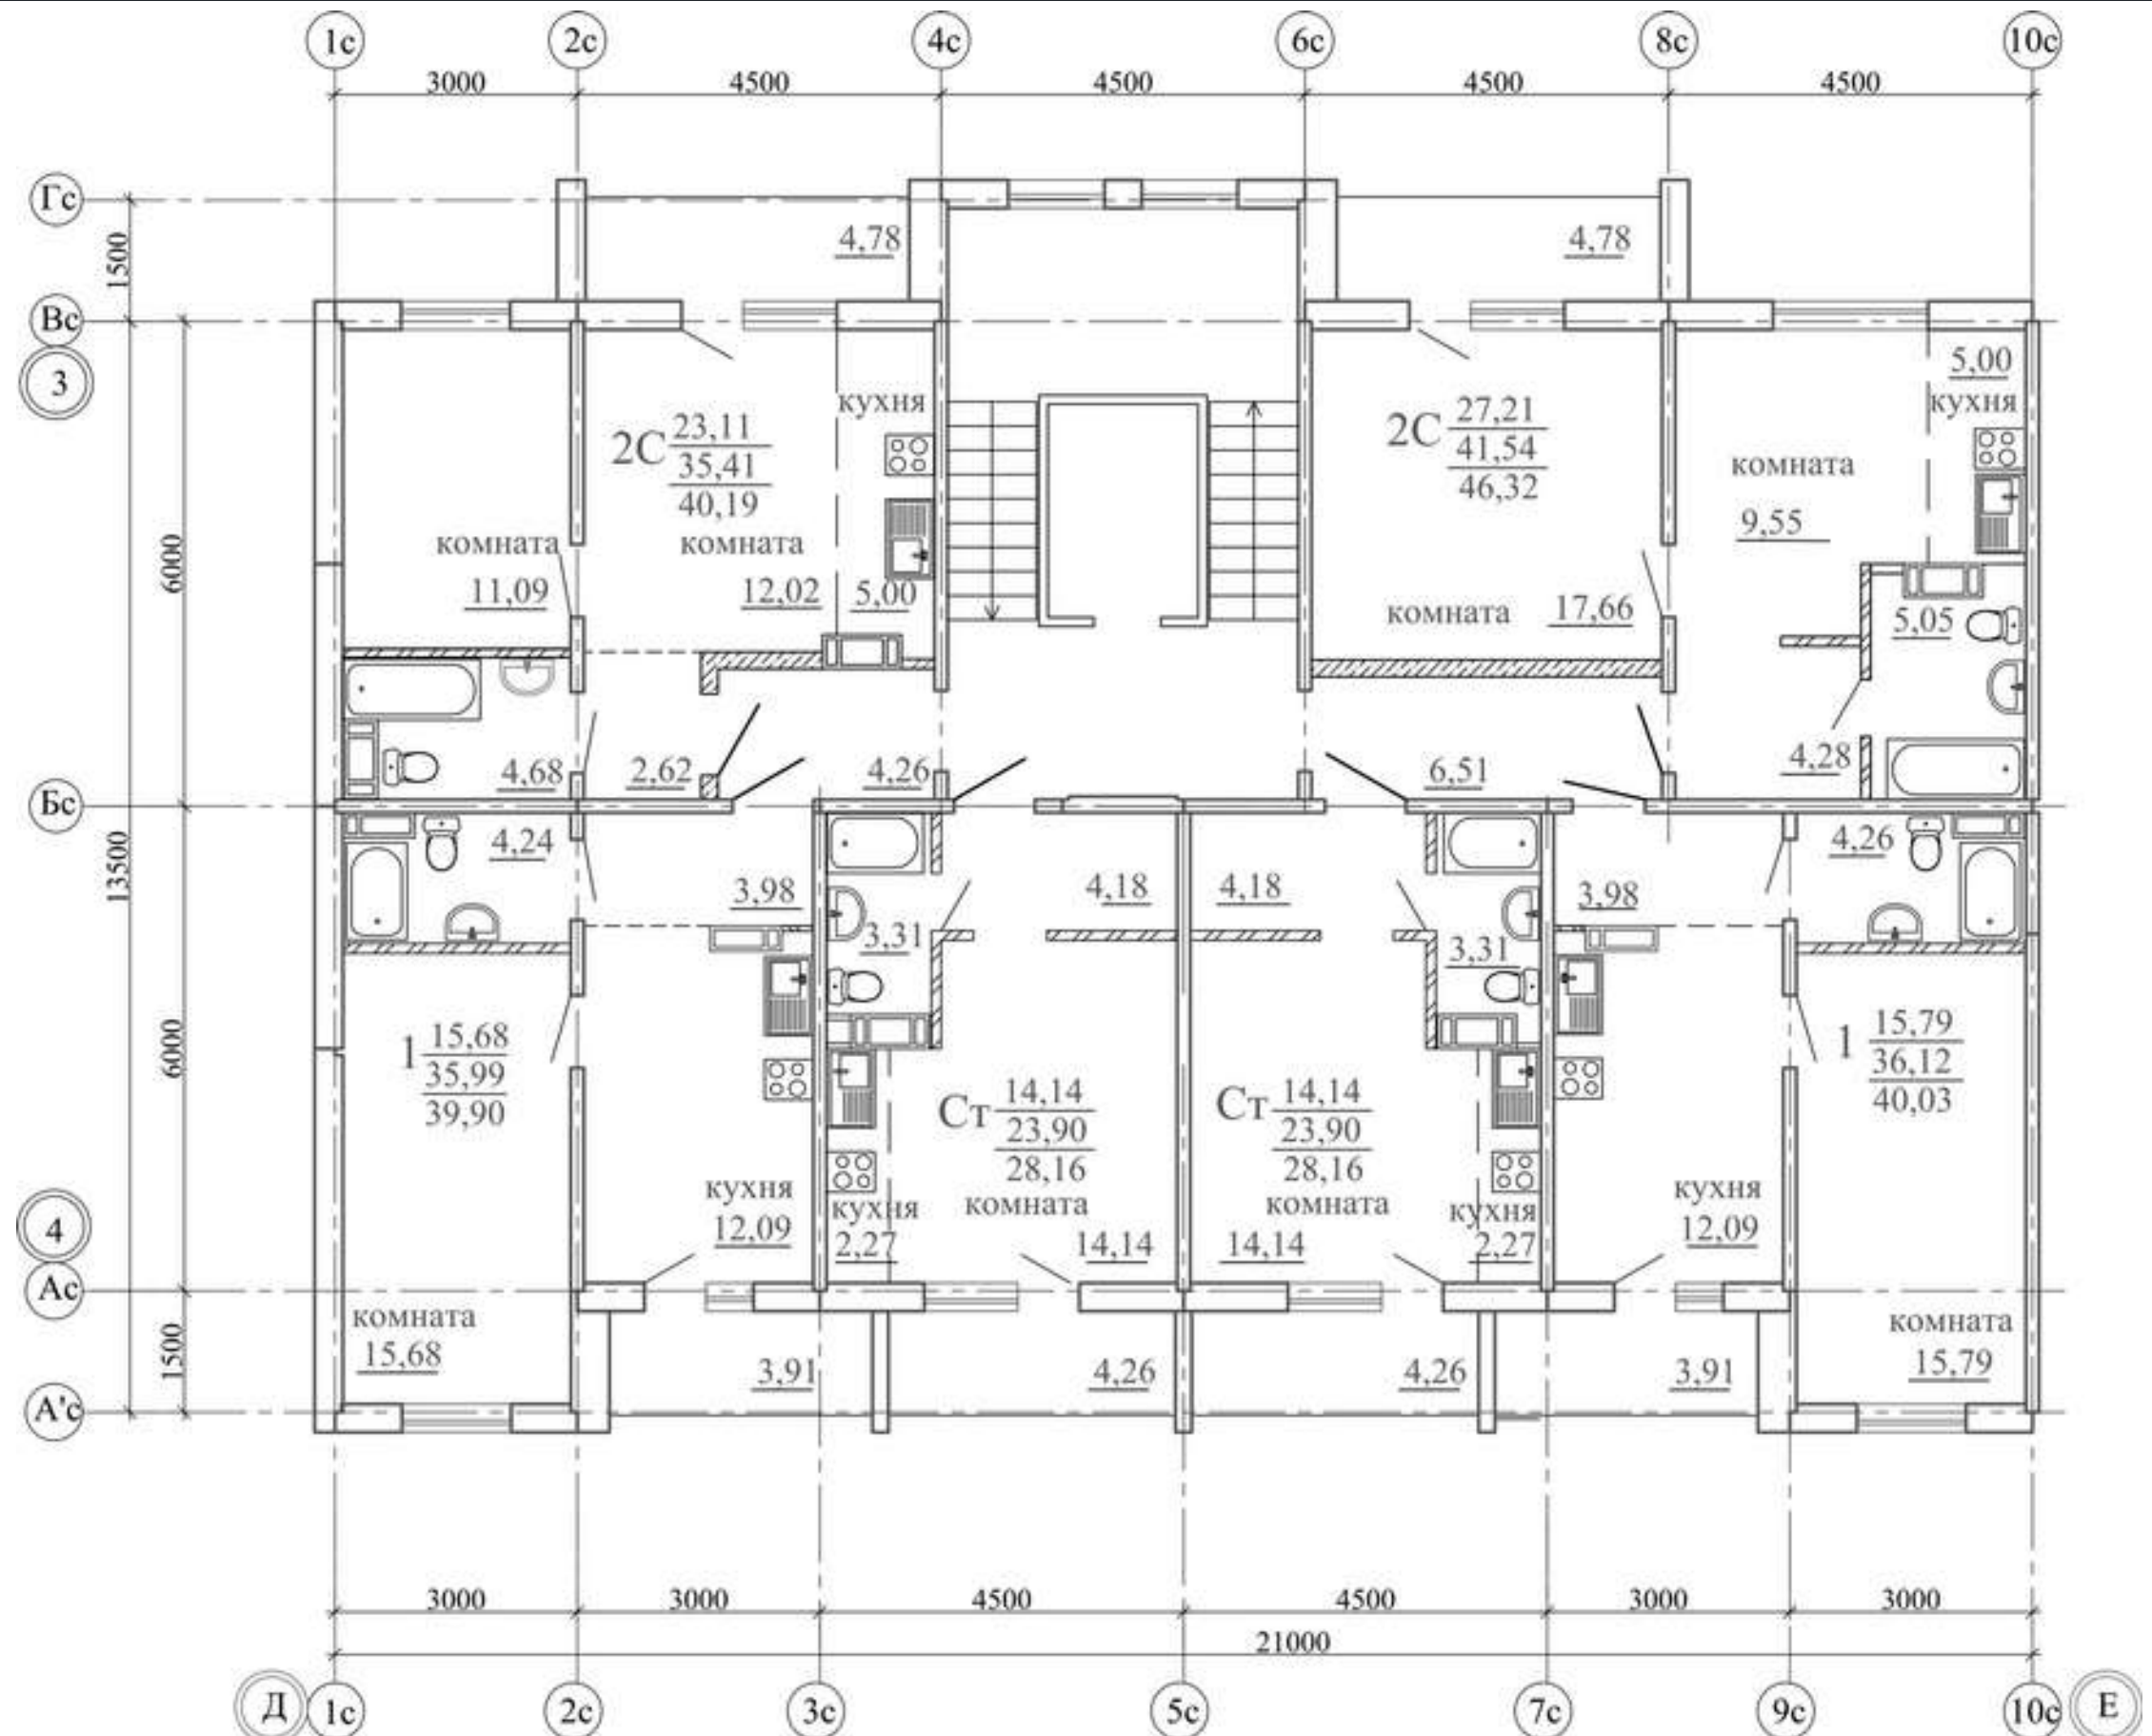 1с 2с 4с 6с 8с 10с
3000 4500 4500 4500 4500
Гс
1500
4,78 4,78
Вс
3
5,00
кухня
кухня
2С 23,11
35,41
40,19
2С 27,21
41,54
46,32
комната
9,55
комната
11,09
комната
12,02
5,00
6000
комната 17,66
5,05
4,68 2,62 4,26 6,51 4,28
Бс
13500
4,24 3,98 4,18 4,18 3,98 4,26
3,31 3,31
6000
1 15,68
35,99
39,90
Ст 14,14
23,90
28,16
Ст 14,14
23,90
28,16
1 15,79
36,12
40,03
кухня
12,09
кухня
2,27
комната
14,14
комната
14,14
кухня
2,27
кухня
12,09
4
Ас
комната
15,68
комната
15,79
1500
3,91 4,26 4,26 3,91
А'с
3000 3000 4500 4500 3000 3000
21000
Д 1с 2с 3с 5с 7с 9с 10с Е